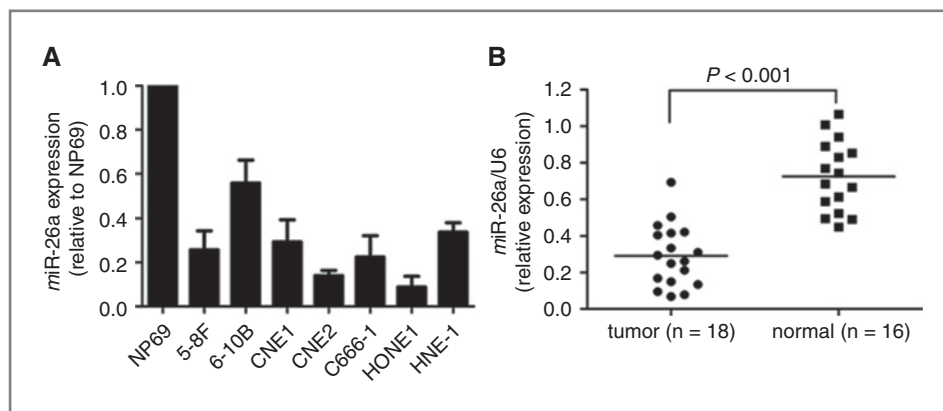 A
miR-26a expression
(relative to NP69)
1.0
0.8
0.6
0.4
0.2
0.0
NP69
5-8F
6-10B
CNE1
CNE2
C666-1
HONE1
HNE-1
B
P < 0.001
miR-26a/U6
(relative expression)
1.2
1.0
0.8
0.6
0.4
0.2
0.0
tumor (n = 18)
normal (n = 16)